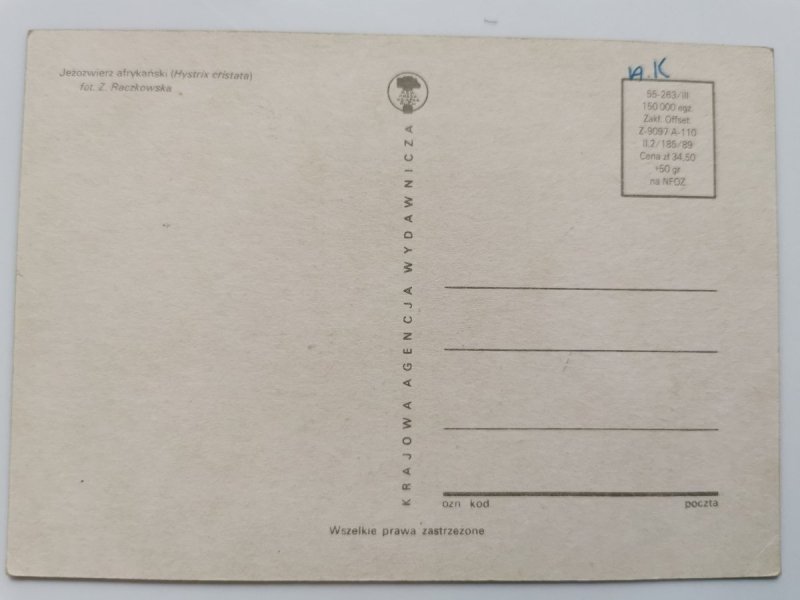 Jeżozwierz afrykański (Hystrix cristata)
fot. Z. Raczkowska
KRAJOWA AGENCJA WYDAWNICZA
A.K
55-263/III
150 000 egz.
Zakł. Offset.
Z-9097 A-110
II.2/185/89
Cena zł 34,50
+50 gr
na NFOZ
ozn kod
poczta
Wszelkie prawa zastrzeżone